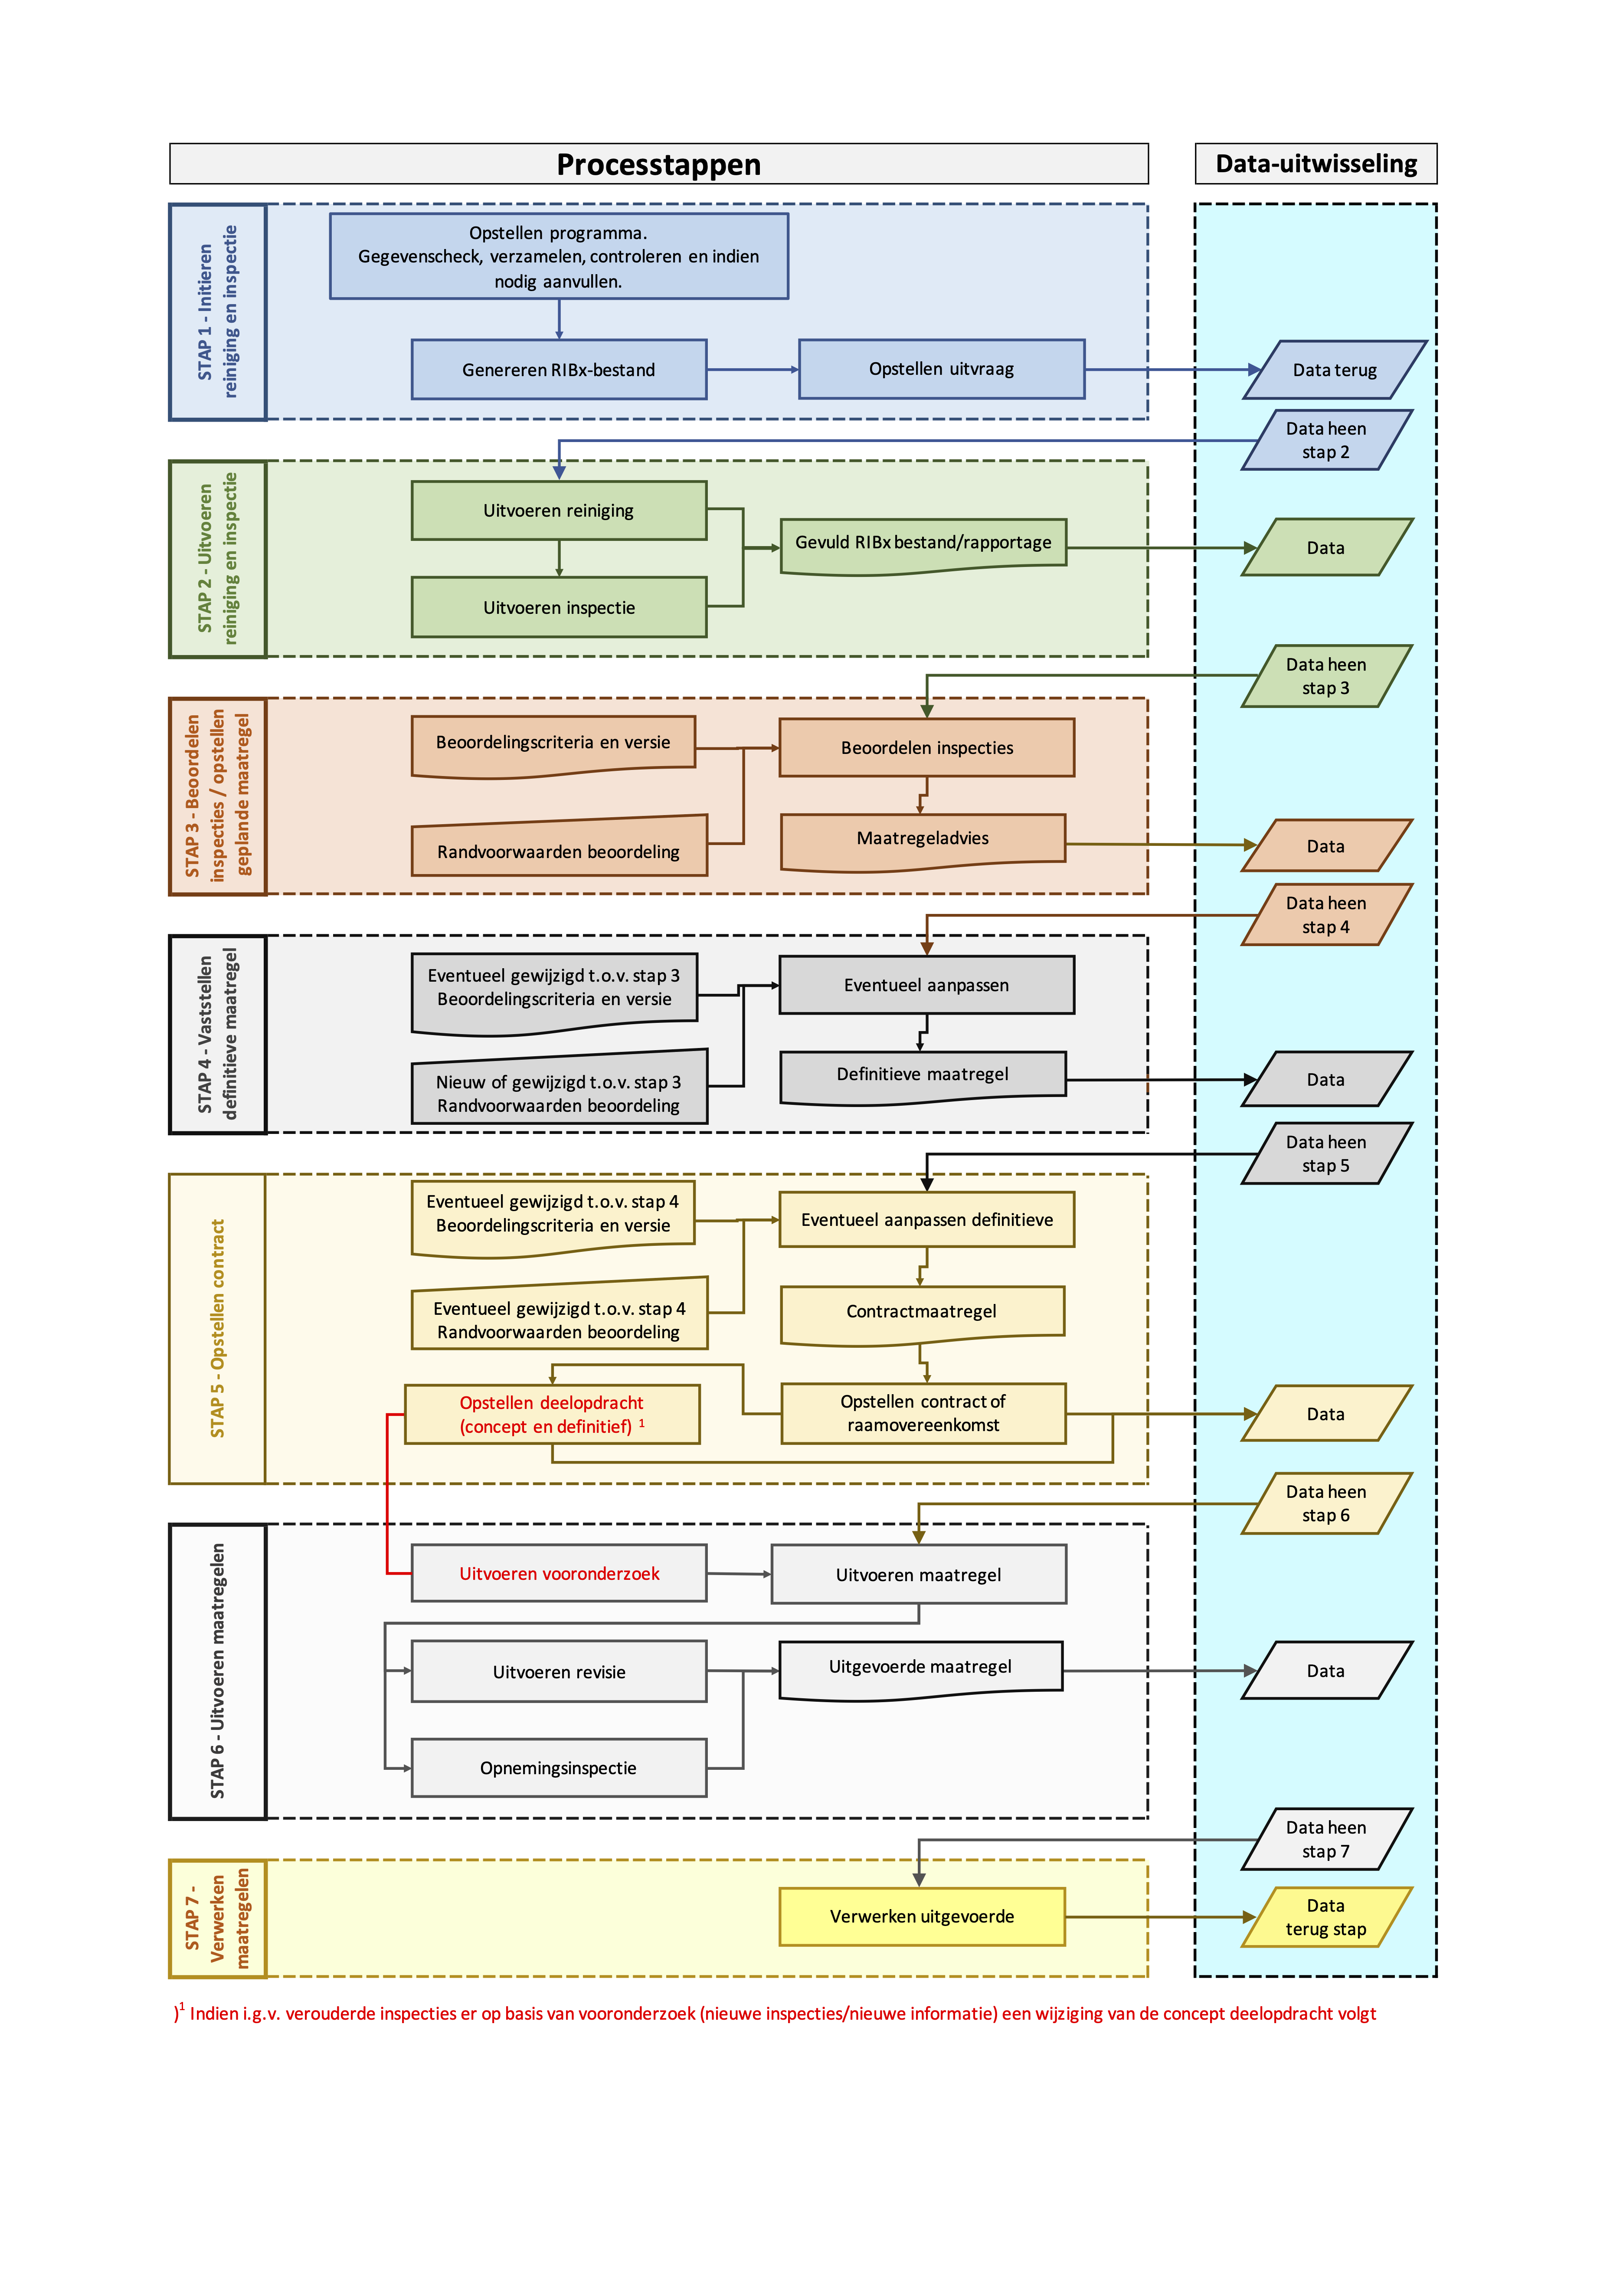 Processtappen
Data-uitwisseling
STAP 1 - Initieren
reiniging en inspectie
Opstellen programma.
Gegevenscheck, verzamelen, controleren en indien
nodig aanvullen.
Genereren RIBx-bestand
Opstellen uitvraag
Data terug
Data heen
stap 2
STAP 2 - Uitvoeren
reiniging en inspectie
Uitvoeren reiniging
Gevuld RIBx bestand/rapportage
Data
Uitvoeren inspectie
Data heen
stap 3
STAP 3 - Beoordelen
inspecties / opstellen
geplande maatregel
Beoordelingscriteria en versie
Beoordelen inspecties
Randvoorwaarden beoordeling
Maatregeladvies
Data
Data heen
stap 4
STAP 4 - Vaststellen
definitieve maatregel
Eventueel gewijzigd t.o.v. stap 3
Beoordelingscriteria en versie
Eventueel aanpassen
Nieuw of gewijzigd t.o.v. stap 3
Randvoorwaarden beoordeling
Definitieve maatregel
Data
Data heen
stap 5
STAP 5 - Opstellen contract
Eventueel gewijzigd t.o.v. stap 4
Beoordelingscriteria en versie
Eventueel aanpassen definitieve
Eventueel gewijzigd t.o.v. stap 4
Randvoorwaarden beoordeling
Contractmaatregel
Opstellen deelopdracht
(concept en definitief) 1
Opstellen contract of
raamovereenkomst
Data
Data heen
stap 6
STAP 6 - Uitvoeren maatregelen
Uitvoeren vooronderzoek
Uitvoeren maatregel
Uitvoeren revisie
Uitgevoerde maatregel
Data
Opnemingsinspectie
Data heen
stap 7
STAP 7 -
Verwerken
maatregelen
Verwerken uitgevoerde
Data
terug stap
)1 Indien i.g.v. verouderde inspecties er op basis van vooronderzoek (nieuwe inspecties/nieuwe informatie) een wijziging van de concept deelopdracht volgt